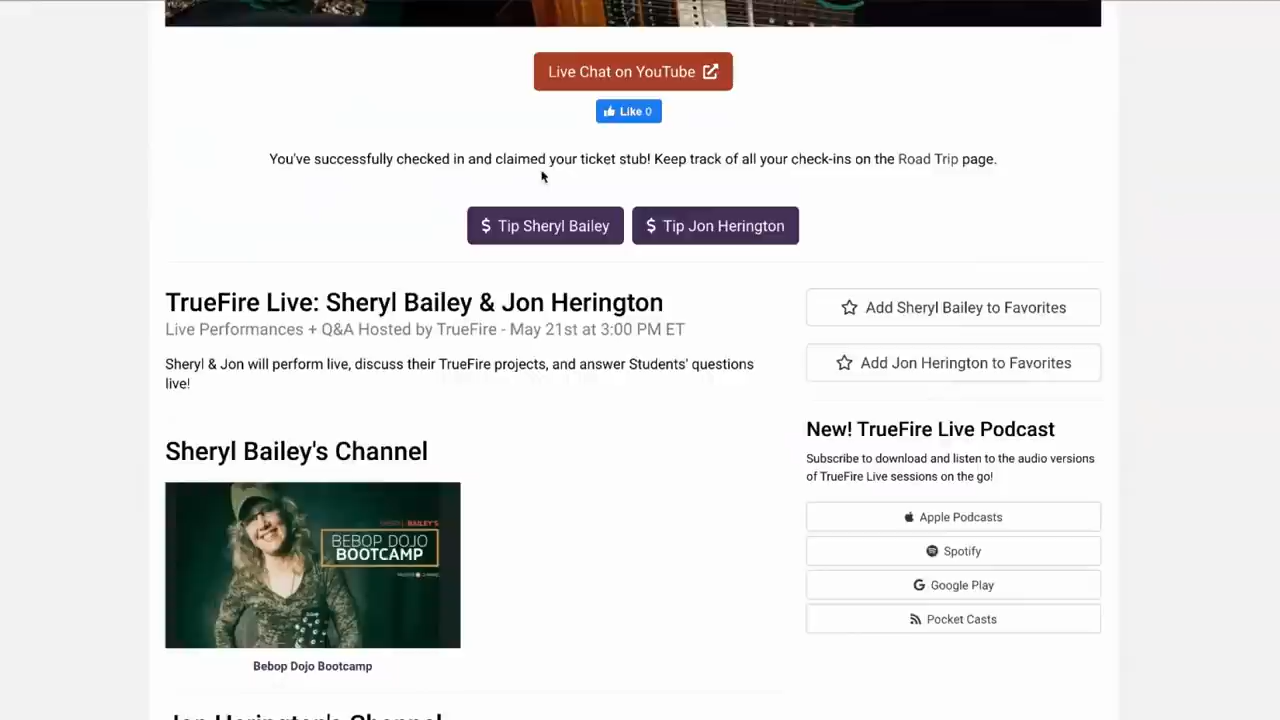 Live Chat on YouTube
Like 0
You've successfully checked in and claimed your ticket stub! Keep track of all your check-ins on the Road Trip page.
$ Tip Sheryl Bailey
$ Tip Jon Herington
TrueFire Live: Sheryl Bailey & Jon Herington
Live Performances + Q&A Hosted by TrueFire - May 21st at 3:00 PM ET
Sheryl & Jon will perform live, discuss their TrueFire projects, and answer Students' questions
live!
Add Sheryl Bailey to Favorites
Add Jon Herington to Favorites
New! TrueFire Live Podcast
Subscribe to download and listen to the audio versions
of TrueFire Live sessions on the go!
Apple Podcasts
Spotify
Google Play
Pocket Casts
Sheryl Bailey's Channel
SHERYL BAILEY'S
BEBOP DOJO
BOOTCAMP
Bebop Dojo Bootcamp
Jon Herington's Channel